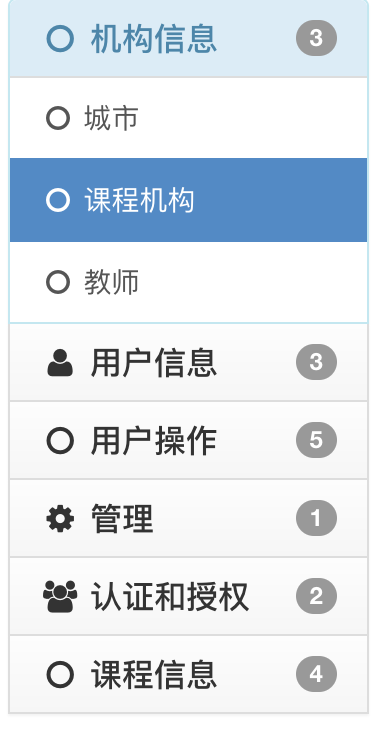 机构信息 3
城市
课程机构
教师
用户信息 3
用户操作 5
管理 1
认证和授权 2
课程信息 4